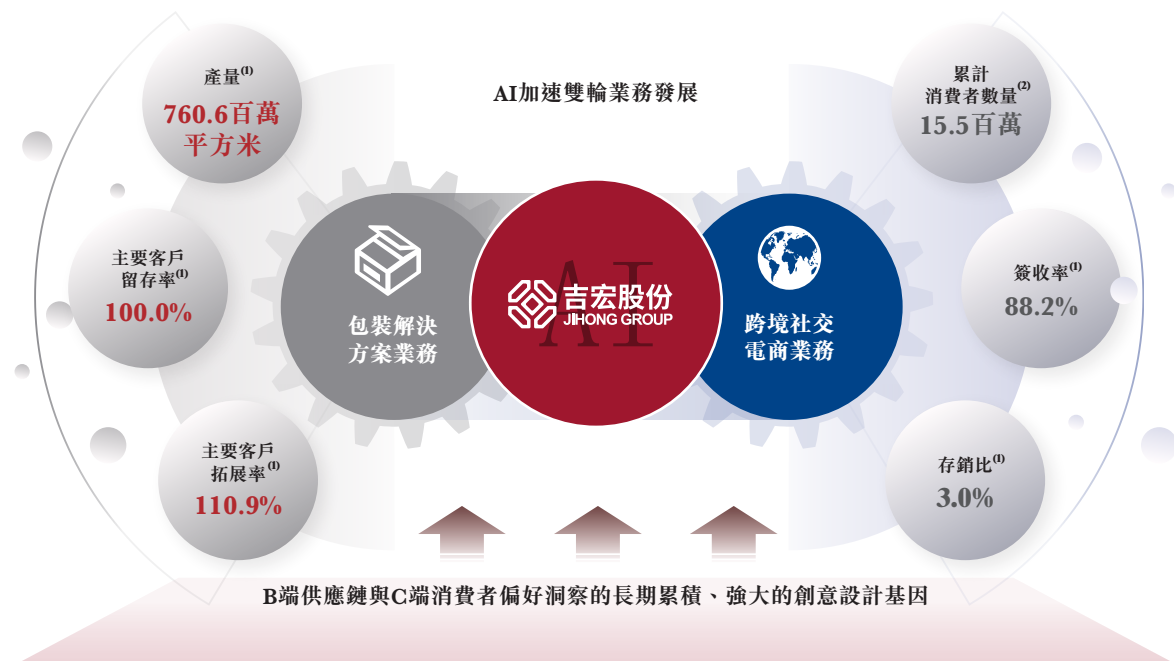 AI加速雙輪業務發展
產量(1)
760.6百萬
平方米
主要客戶
留存率(1)
100.0%
主要客戶
拓展率(1)
110.9%
包裝解決
方案業務
AI
吉宏股份
JIHONG GROUP
跨境社交
電商業務
累計
消費者數量(2)
15.5百萬
簽收率(1)
88.2%
存銷比(1)
3.0%
B端供應鏈與C端消費者偏好洞察的長期累積、強大的創意設計基因